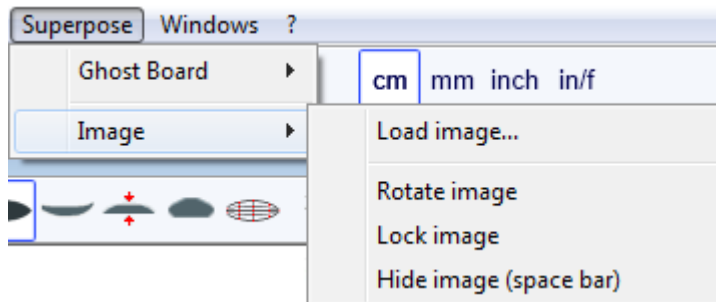 Superpose Windows ?
Ghost Board
cm mm inch in/f
Image
Load image...
Rotate image
Lock image
Hide image (space bar)